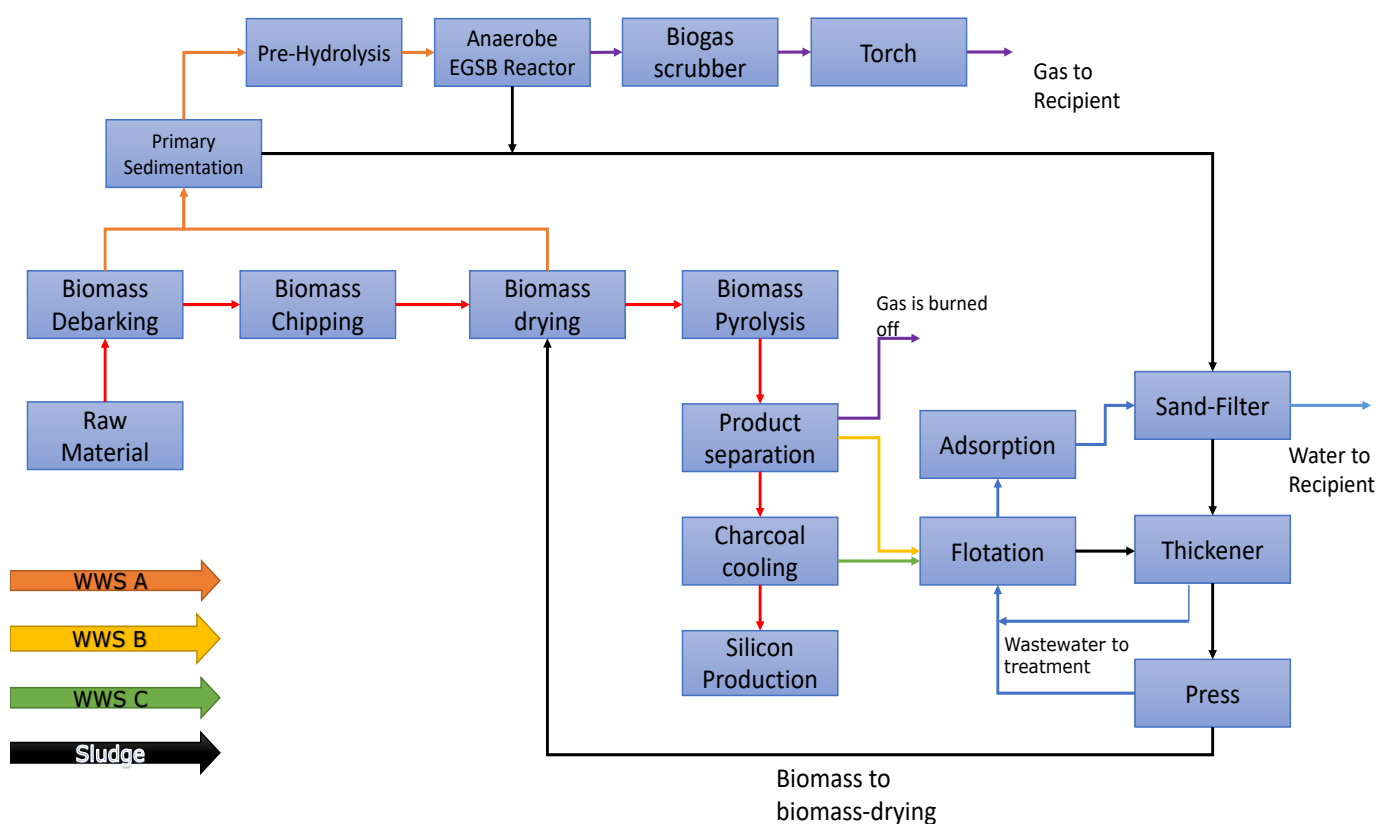 Pre-Hydrolysis
Anaerobe
EGSB Reactor
Biogas
scrubber
Torch
Gas to
Recipient
Primary
Sedimentation
Biomass
Debarking
Biomass
Chipping
Biomass
drying
Biomass
Pyrolysis
Gas is burned
off
Raw
Material
Product
separation
Adsorption
Sand-Filter
Water to
Recipient
Charcoal
cooling
Flotation
Thickener
WWS A
WWS B
WWS C
Sludge
Silicon
Production
Wastewater to
treatment
Press
Biomass to
biomass-drying